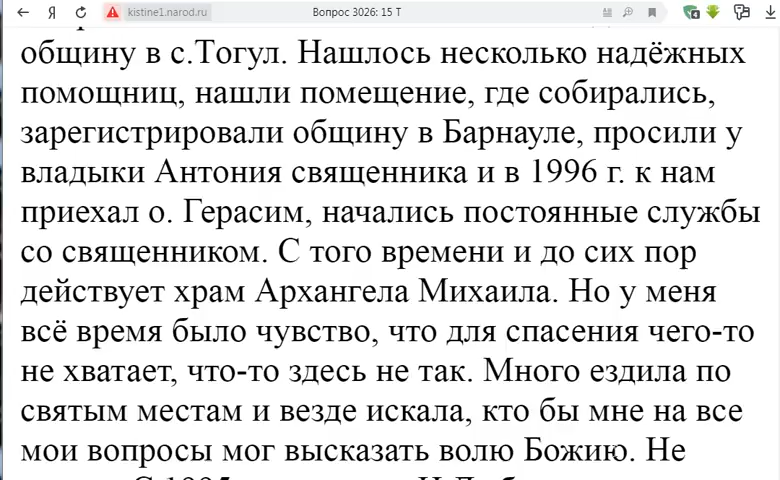 Я
kistine1.narod.ru
Вопрос 3026: 15 Т
4
общину в с.Тогул. Нашлось несколько надёжных
помощниц, нашли помещение, где собирались,
зарегистрировали общину в Барнауле, просили у
владыки Антония священника и в 1996 г. к нам
приехал о. Герасим, начались постоянные службы
со священником. С того времени и до сих пор
действует храм Архангела Михаила. Но у меня
всё время было чувство, что для спасения чего-то
не хватает, что-то здесь не так. Много ездила по
святым местам и везде искала, кто бы мне на все
мои вопросы мог высказать волю Божию. Не